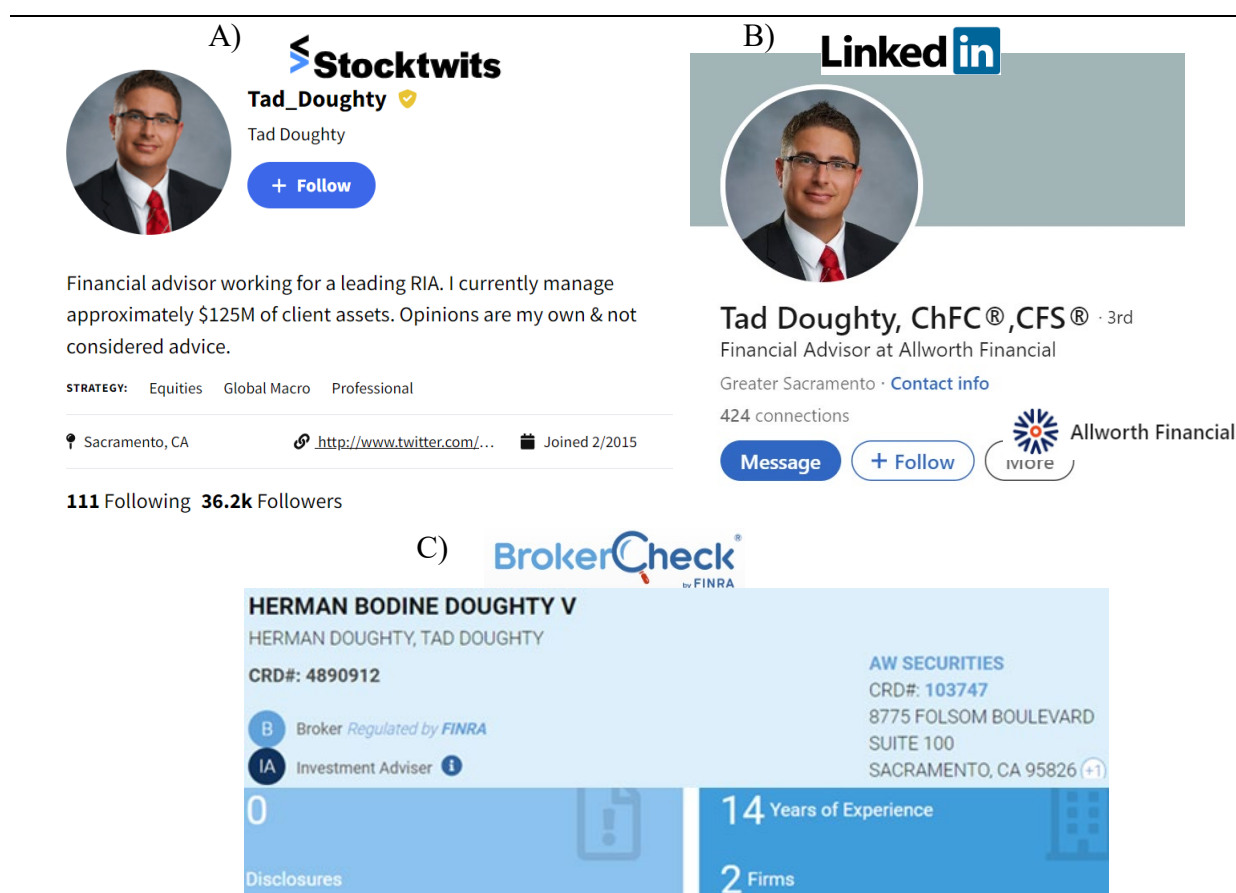 A)
Stocktwits
Tad_Doughty
Tad Doughty
+ Follow
Financial advisor working for a leading RIA. I currently manage
approximately $125M of client assets. Opinions are my own & not
considered advice.
STRATEGY: Equities Global Macro Professional
Sacramento, CA http://www.twitter.com/... Joined 2/2015
111 Following 36.2k Followers
B)
Linked in
Tad Doughty, ChFC®,CFS® · 3rd
Financial Advisor at Allworth Financial
Greater Sacramento · Contact info
424 connections
Allworth Financial
Message + Follow More
C)
BrokerCheck®
by FINRA
HERMAN BODINE DOUGHTY V
HERMAN DOUGHTY, TAD DOUGHTY
CRD#: 4890912
B Broker Regulated by FINRA
IA Investment Adviser i
AW SECURITIES
CRD#: 103747
8775 FOLSOM BOULEVARD
SUITE 100
SACRAMENTO, CA 95826 +1
0
Disclosures
14 Years of Experience
2 Firms